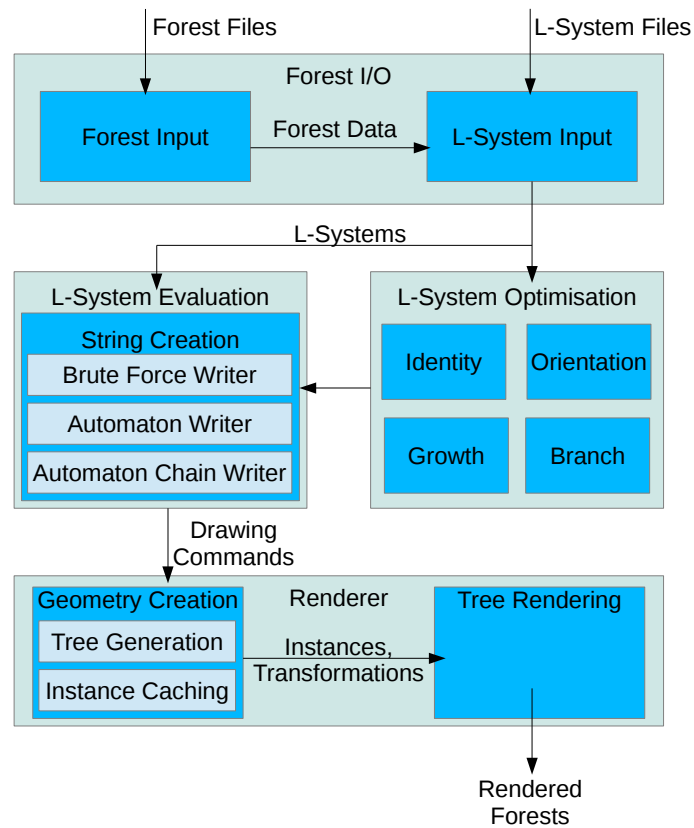 Forest Files
L-System Files
Forest I/O
Forest Input
Forest Data
L-System Input
L-Systems
L-System Evaluation
String Creation
Brute Force Writer
Automaton Writer
Automaton Chain Writer
L-System Optimisation
Identity
Orientation
Growth
Branch
Drawing
Commands
Geometry Creation
Tree Generation
Instance Caching
Renderer
Instances,
Transformations
Tree Rendering
Rendered
Forests